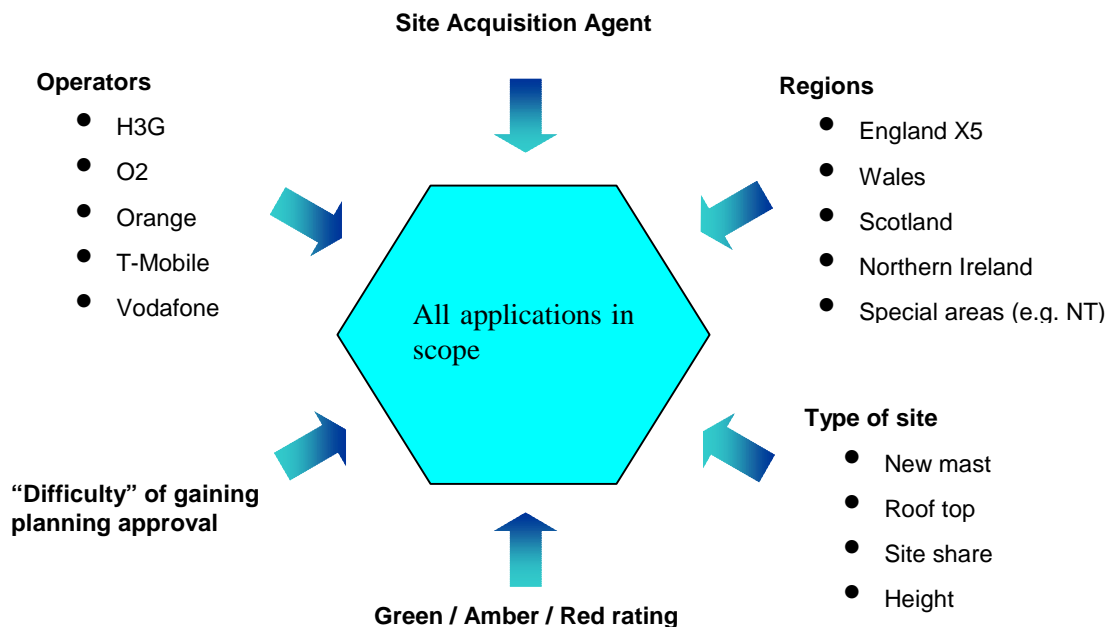 Site Acquisition Agent
Operators
● H3G
● O2
● Orange
● T-Mobile
● Vodafone
Regions
● England X5
● Wales
● Scotland
● Northern Ireland
● Special areas (e.g. NT)
All applications in
scope
“Difficulty” of gaining
planning approval
Type of site
● New mast
● Roof top
● Site share
● Height
Green / Amber / Red rating